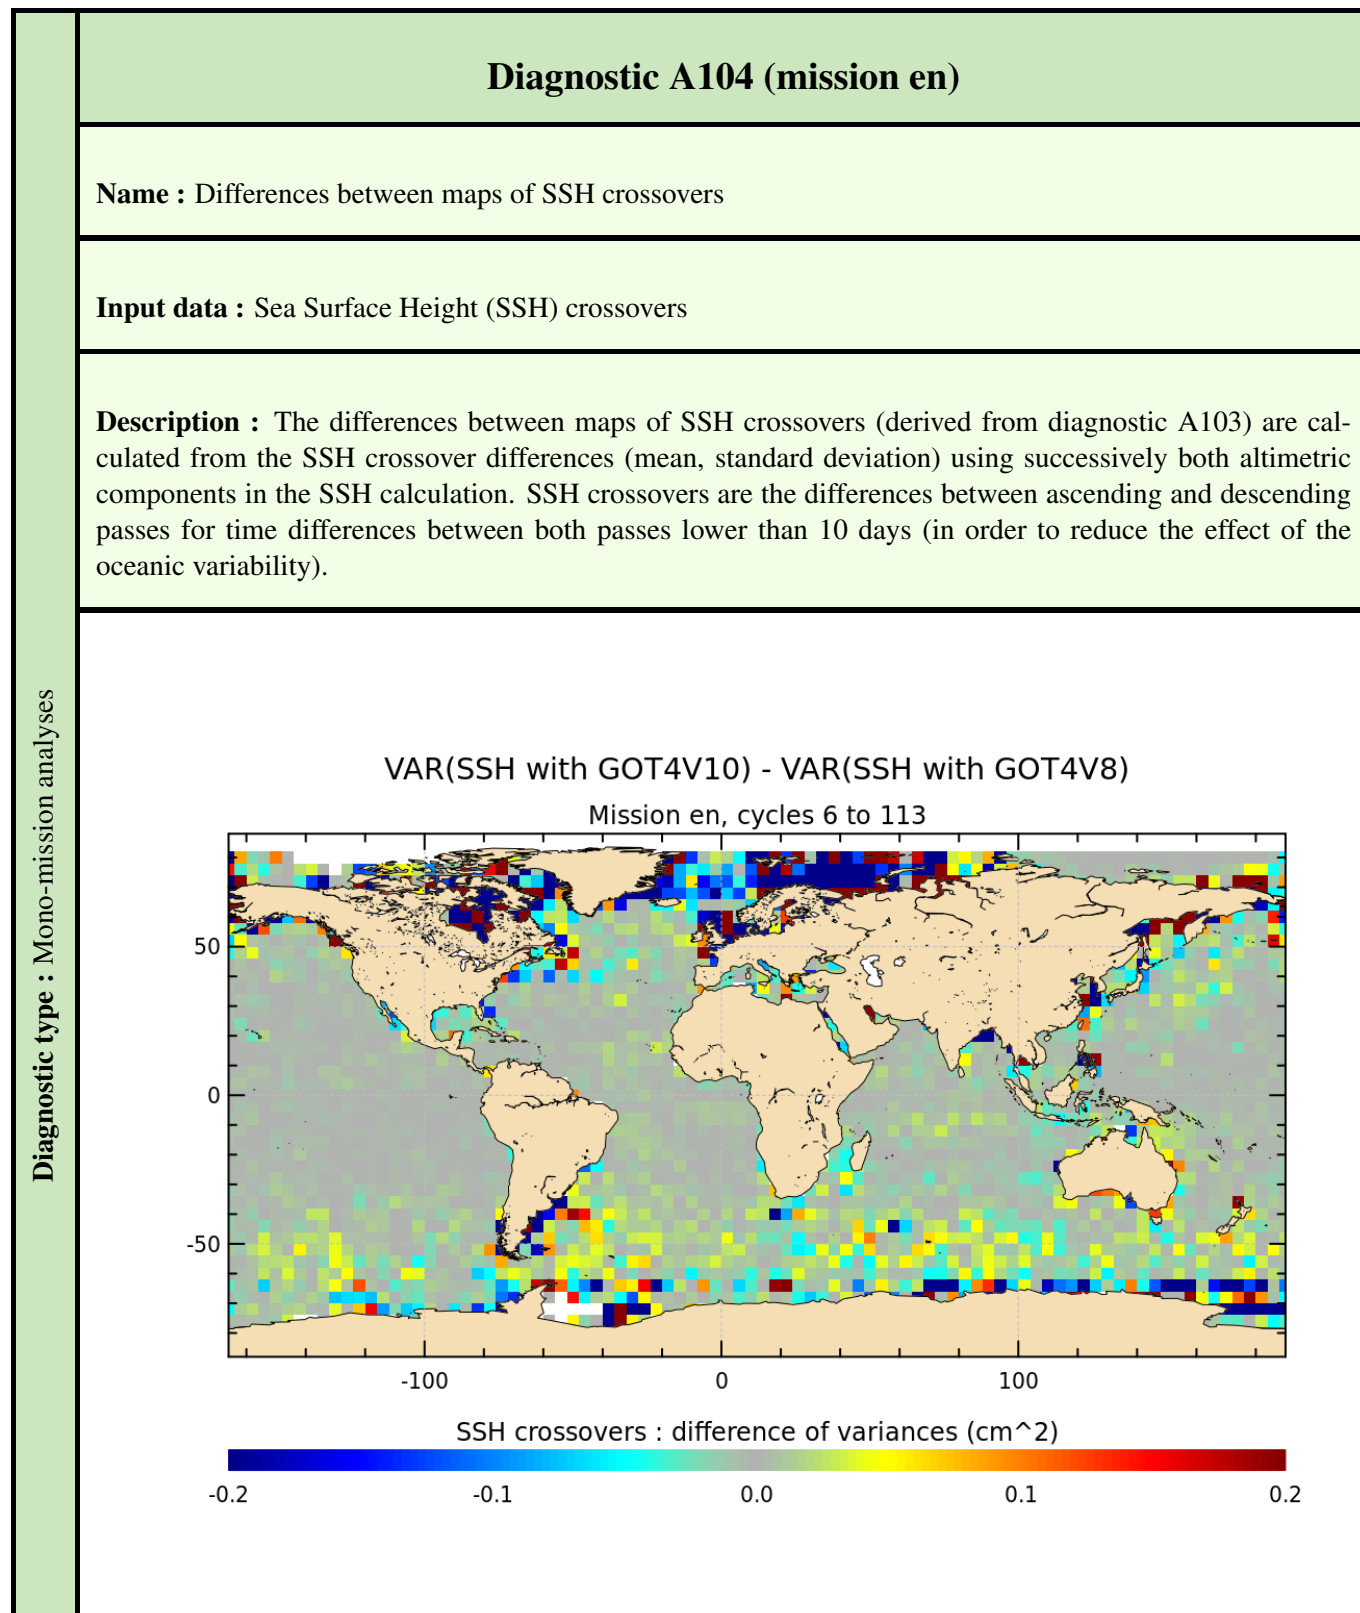 Diagnostic type : Mono-mission analyses
Diagnostic A104 (mission en)
Name : Differences between maps of SSH crossovers
Input data : Sea Surface Height (SSH) crossovers
Description : The differences between maps of SSH crossovers (derived from diagnostic A103) are cal-
culated from the SSH crossover differences (mean, standard deviation) using successively both altimetric
components in the SSH calculation. SSH crossovers are the differences between ascending and descending
passes for time differences between both passes lower than 10 days (in order to reduce the effect of the
oceanic variability).
VAR(SSH with GOT4V10) - VAR(SSH with GOT4V8)
Mission en, cycles 6 to 113
50
0
-50
-100 0 100
SSH crossovers : difference of variances (cm^2)
-0.2 -0.1 0.0 0.1 0.2